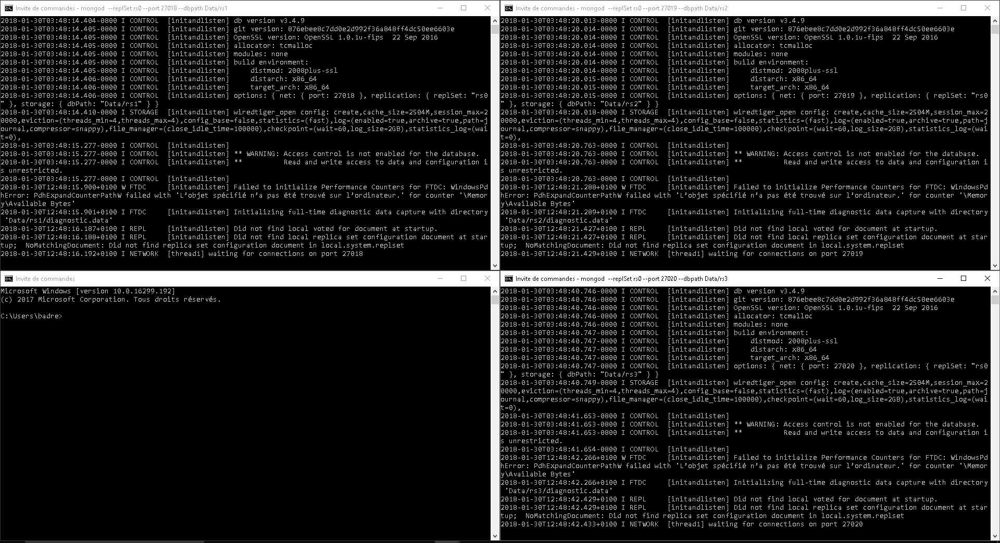 Invite de commandes - mongod  --replSet rs0 --port 27018 --dbpath Data/rs1
2018-01-30T03:48:14.404-0800 I CONTROL  [initandlisten] db version v3.4.9
2018-01-30T03:48:14.405-0800 I CONTROL  [initandlisten] git version: 876ebee8c7dd0e2d992f36a848ff4dc50ee6603e
2018-01-30T03:48:14.405-0800 I CONTROL  [initandlisten] OpenSSL version: OpenSSL 1.0.1u-fips  22 Sep 2016
2018-01-30T03:48:14.405-0800 I CONTROL  [initandlisten] allocator: tcmalloc
2018-01-30T03:48:14.405-0800 I CONTROL  [initandlisten] modules: none
2018-01-30T03:48:14.405-0800 I CONTROL  [initandlisten] build environment:
2018-01-30T03:48:14.405-0800 I CONTROL  [initandlisten]     distmod: 2008plus-ssl
2018-01-30T03:48:14.406-0800 I CONTROL  [initandlisten]     distarch: x86_64
2018-01-30T03:48:14.406-0800 I CONTROL  [initandlisten]     target_arch: x86_64
2018-01-30T03:48:14.406-0800 I CONTROL  [initandlisten] options: { net: { port: 27018 }, replication: { replSet: "rs0
" }, storage: { dbPath: "Data/rs1" } }
2018-01-30T03:48:14.410-0800 I STORAGE  [initandlisten] wiredtiger_open config: create,cache_size=2504M,session_max=2
0000,eviction=(threads_min=4,threads_max=4),config_base=false,statistics=(fast),log=(enabled=true,archive=true,path=j
ournal,compressor=snappy),file_manager=(close_idle_time=100000),checkpoint=(wait=60,log_size=2GB),statistics_log=(wai
t=0),
2018-01-30T03:48:15.277-0800 I CONTROL  [initandlisten]
2018-01-30T03:48:15.277-0800 I CONTROL  [initandlisten] ** WARNING: Access control is not enabled for the database.
2018-01-30T03:48:15.277-0800 I CONTROL  [initandlisten] **          Read and write access to data and configuration i
s unrestricted.
2018-01-30T03:48:15.277-0800 I CONTROL  [initandlisten]
2018-01-30T12:48:15.900+0100 W FTDC     [initandlisten] Failed to initialize Performance Counters for FTDC: WindowsPd
hError: PdhExpandCounterPathW failed with 'L'objet spécifié n'a pas été trouvé sur l'ordinateur.' for counter '\Memor
y\Available Bytes'
2018-01-30T12:48:15.901+0100 I FTDC     [initandlisten] Initializing full-time diagnostic data capture with directory
 'Data/rs1/diagnostic.data'
2018-01-30T12:48:16.187+0100 I REPL     [initandlisten] Did not find local voted for document at startup.
2018-01-30T12:48:16.188+0100 I REPL     [initandlisten] Did not find local replica set configuration document at star
tup;  NoMatchingDocument: Did not find replica set configuration document in local.system.replset
2018-01-30T12:48:16.192+0100 I NETWORK  [thread1] waiting for connections on port 27018
Invite de commandes - mongod  --replSet rs0 --port 27019 --dbpath Data/rs2
2018-01-30T03:48:20.013-0800 I CONTROL  [initandlisten] db version v3.4.9
2018-01-30T03:48:20.014-0800 I CONTROL  [initandlisten] git version: 876ebee8c7dd0e2d992f36a848ff4dc50ee6603e
2018-01-30T03:48:20.014-0800 I CONTROL  [initandlisten] OpenSSL version: OpenSSL 1.0.1u-fips  22 Sep 2016
2018-01-30T03:48:20.014-0800 I CONTROL  [initandlisten] allocator: tcmalloc
2018-01-30T03:48:20.014-0800 I CONTROL  [initandlisten] modules: none
2018-01-30T03:48:20.014-0800 I CONTROL  [initandlisten] build environment:
2018-01-30T03:48:20.014-0800 I CONTROL  [initandlisten]     distmod: 2008plus-ssl
2018-01-30T03:48:20.015-0800 I CONTROL  [initandlisten]     distarch: x86_64
2018-01-30T03:48:20.015-0800 I CONTROL  [initandlisten]     target_arch: x86_64
2018-01-30T03:48:20.015-0800 I CONTROL  [initandlisten] options: { net: { port: 27019 }, replication: { replSet: "rs0
" }, storage: { dbPath: "Data/rs2" } }
2018-01-30T03:48:20.018-0800 I STORAGE  [initandlisten] wiredtiger_open config: create,cache_size=2504M,session_max=2
0000,eviction=(threads_min=4,threads_max=4),config_base=false,statistics=(fast),log=(enabled=true,archive=true,path=j
ournal,compressor=snappy),file_manager=(close_idle_time=100000),checkpoint=(wait=60,log_size=2GB),statistics_log=(wai
t=0),
2018-01-30T03:48:20.763-0800 I CONTROL  [initandlisten]
2018-01-30T03:48:20.763-0800 I CONTROL  [initandlisten] ** WARNING: Access control is not enabled for the database.
2018-01-30T03:48:20.763-0800 I CONTROL  [initandlisten] **          Read and write access to data and configuration i
s unrestricted.
2018-01-30T03:48:20.763-0800 I CONTROL  [initandlisten]
2018-01-30T12:48:21.288+0100 W FTDC     [initandlisten] Failed to initialize Performance Counters for FTDC: WindowsPd
hError: PdhExpandCounterPathW failed with 'L'objet spécifié n'a pas été trouvé sur l'ordinateur.' for counter '\Memor
y\Available Bytes'
2018-01-30T12:48:21.289+0100 I FTDC     [initandlisten] Initializing full-time diagnostic data capture with directory
 'Data/rs2/diagnostic.data'
2018-01-30T12:48:21.427+0100 I REPL     [initandlisten] Did not find local voted for document at startup.
2018-01-30T12:48:21.427+0100 I REPL     [initandlisten] Did not find local replica set configuration document at star
tup;  NoMatchingDocument: Did not find replica set configuration document in local.system.replset
2018-01-30T12:48:21.429+0100 I NETWORK  [thread1] waiting for connections on port 27019
Invite de commandes
Microsoft Windows [version 10.0.16299.192]
(c) 2017 Microsoft Corporation. Tous droits réservés.
C:\Users\badre>
Invite de commandes - mongod  --replSet rs0 --port 27020 --dbpath Data/rs3
2018-01-30T03:48:40.746-0800 I CONTROL  [initandlisten] db version v3.4.9
2018-01-30T03:48:40.746-0800 I CONTROL  [initandlisten] git version: 876ebee8c7dd0e2d992f36a848ff4dc50ee6603e
2018-01-30T03:48:40.746-0800 I CONTROL  [initandlisten] OpenSSL version: OpenSSL 1.0.1u-fips  22 Sep 2016
2018-01-30T03:48:40.746-0800 I CONTROL  [initandlisten] allocator: tcmalloc
2018-01-30T03:48:40.746-0800 I CONTROL  [initandlisten] modules: none
2018-01-30T03:48:40.747-0800 I CONTROL  [initandlisten] build environment:
2018-01-30T03:48:40.747-0800 I CONTROL  [initandlisten]     distmod: 2008plus-ssl
2018-01-30T03:48:40.747-0800 I CONTROL  [initandlisten]     distarch: x86_64
2018-01-30T03:48:40.747-0800 I CONTROL  [initandlisten]     target_arch: x86_64
2018-01-30T03:48:40.747-0800 I CONTROL  [initandlisten] options: { net: { port: 27020 }, replication: { replSet: "rs0
" }, storage: { dbPath: "Data/rs3" } }
2018-01-30T03:48:40.749-0800 I STORAGE  [initandlisten] wiredtiger_open config: create,cache_size=2504M,session_max=2
0000,eviction=(threads_min=4,threads_max=4),config_base=false,statistics=(fast),log=(enabled=true,archive=true,path=j
ournal,compressor=snappy),file_manager=(close_idle_time=100000),checkpoint=(wait=60,log_size=2GB),statistics_log=(wai
t=0),
2018-01-30T03:48:41.653-0800 I CONTROL  [initandlisten]
2018-01-30T03:48:41.653-0800 I CONTROL  [initandlisten] ** WARNING: Access control is not enabled for the database.
2018-01-30T03:48:41.653-0800 I CONTROL  [initandlisten] **          Read and write access to data and configuration i
s unrestricted.
2018-01-30T03:48:41.654-0800 I CONTROL  [initandlisten]
2018-01-30T12:48:42.266+0100 W FTDC     [initandlisten] Failed to initialize Performance Counters for FTDC: WindowsPd
hError: PdhExpandCounterPathW failed with 'L'objet spécifié n'a pas été trouvé sur l'ordinateur.' for counter '\Memor
y\Available Bytes'
2018-01-30T12:48:42.266+0100 I FTDC     [initandlisten] Initializing full-time diagnostic data capture with directory
 'Data/rs3/diagnostic.data'
2018-01-30T12:48:42.429+0100 I REPL     [initandlisten] Did not find local voted for document at startup.
2018-01-30T12:48:42.429+0100 I REPL     [initandlisten] Did not find local replica set configuration document at star
tup;  NoMatchingDocument: Did not find replica set configuration document in local.system.replset
2018-01-30T12:48:42.433+0100 I NETWORK  [thread1] waiting for connections on port 27020